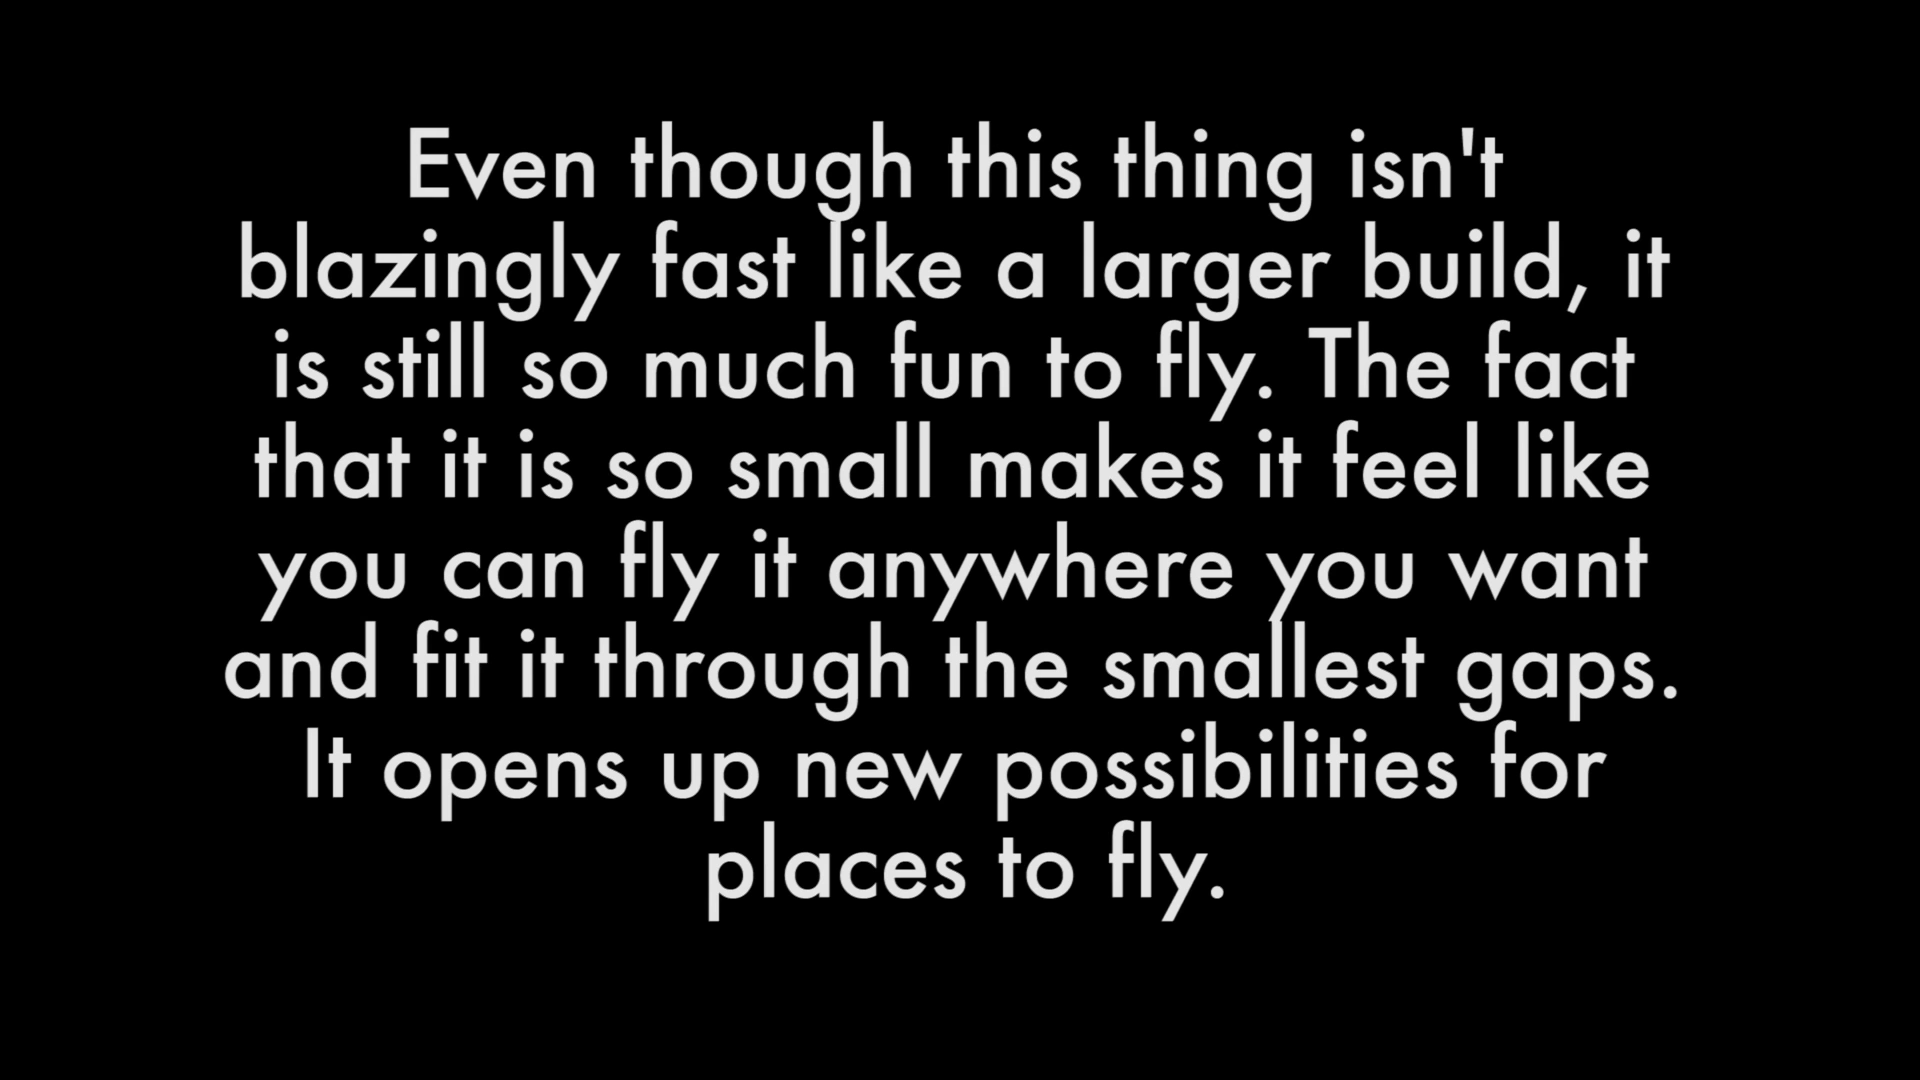 Even though this thing isn't
blazingly fast like a larger build, it
is still so much fun to fly. The fact
that it is so small makes it feel like
you can fly it anywhere you want
and fit it through the smallest gaps.
It opens up new possibilities for
places to fly.